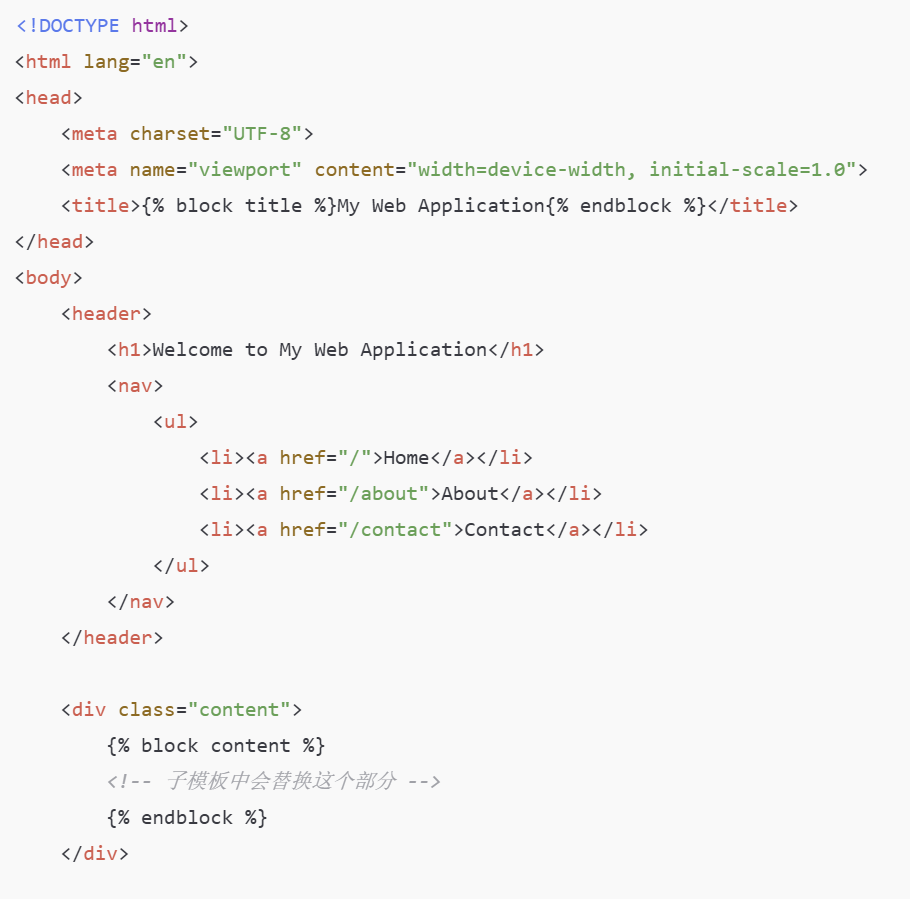 <!DOCTYPE html>
<html lang="en">
<head>
    <meta charset="UTF-8">
    <meta name="viewport" content="width=device-width, initial-scale=1.0">
    <title>{% block title %}My Web Application{% endblock %}</title>
</head>
<body>
    <header>
        <h1>Welcome to My Web Application</h1>
        <nav>
            <ul>
                <li><a href="/">Home</a></li>
                <li><a href="/about">About</a></li>
                <li><a href="/contact">Contact</a></li>
            </ul>
        </nav>
    </header>

    <div class="content">
        {% block content %}
        <!-- 子模板中会替换这个部分 -->
        {% endblock %}
    </div>